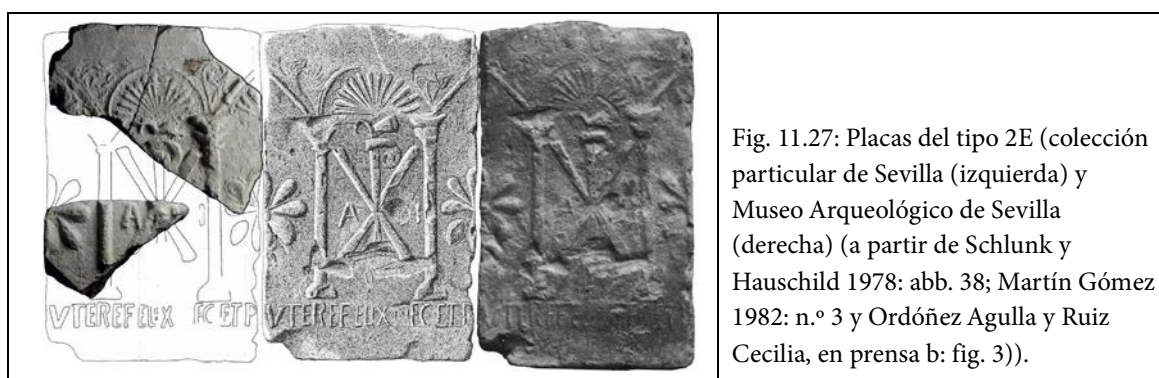 A
A
VTEREFELIX
VTEREFELIX
Fig. 11.27: Placas del tipo 2E (colección
particular de Sevilla (izquierda) y
Museo Arqueológico de Sevilla
(derecha) (a partir de Schlunk y
Hauschild 1978: abb. 38; Martín Gómez
1982: n.º 3 y Ordóñez Agulla y Ruiz
Cecilia, en prensa b: fig. 3)).